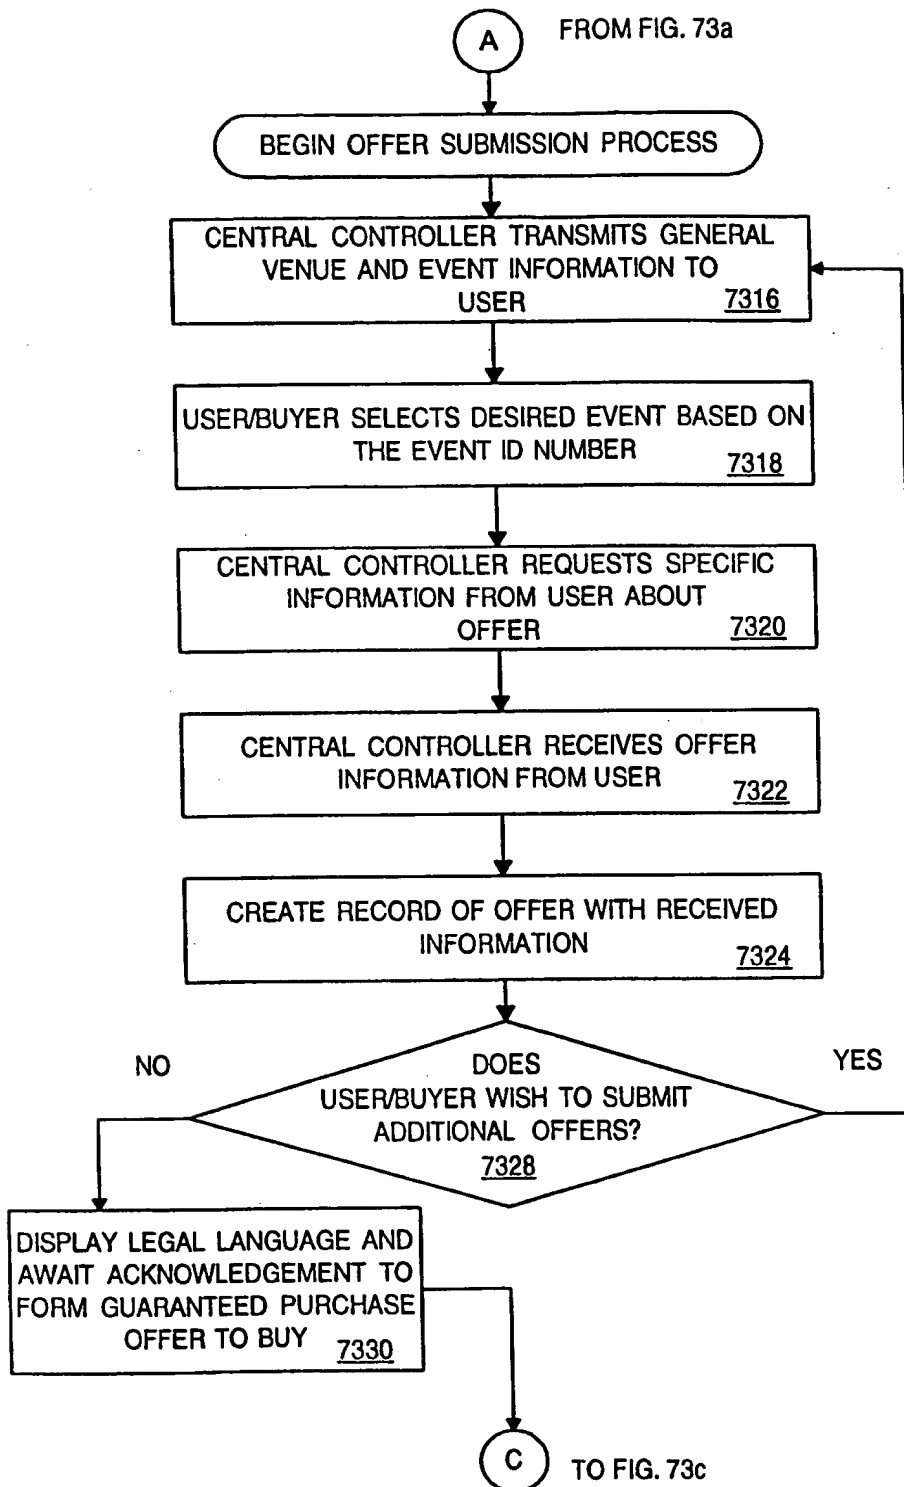 A
FROM FIG. 73a
BEGIN OFFER SUBMISSION PROCESS
CENTRAL CONTROLLER TRANSMITS GENERAL
VENUE AND EVENT INFORMATION TO
USER
7316
USER/BUYER SELECTS DESIRED EVENT BASED ON
THE EVENT ID NUMBER
7318
CENTRAL CONTROLLER REQUESTS SPECIFIC
INFORMATION FROM USER ABOUT
OFFER
7320
CENTRAL CONTROLLER RECEIVES OFFER
INFORMATION FROM USER
7322
CREATE RECORD OF OFFER WITH RECEIVED
INFORMATION
7324
NO
DOES
USER/BUYER WISH TO SUBMIT
ADDITIONAL OFFERS?
7328
YES
DISPLAY LEGAL LANGUAGE AND
AWAIT ACKNOWLEDGEMENT TO
FORM GUARANTEED PURCHASE
OFFER TO BUY
7330
C
TO FIG. 73c